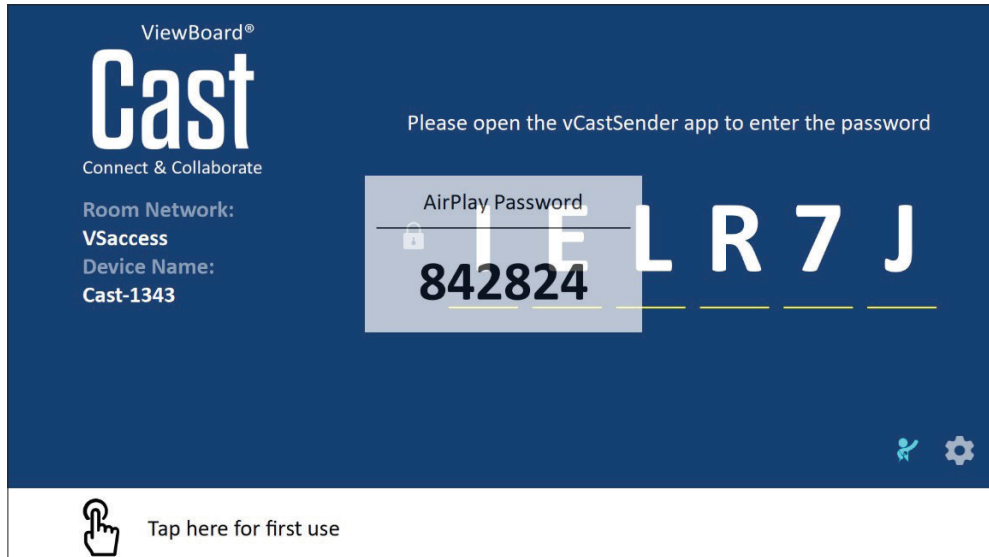 ViewBoard®
Cast
Connect & Collaborate
Room Network:
VSaccess
Device Name:
Cast-1343
Please open the vCastSender app to enter the password
AirPlay Password
842824
I E L R 7 J
Tap here for first use